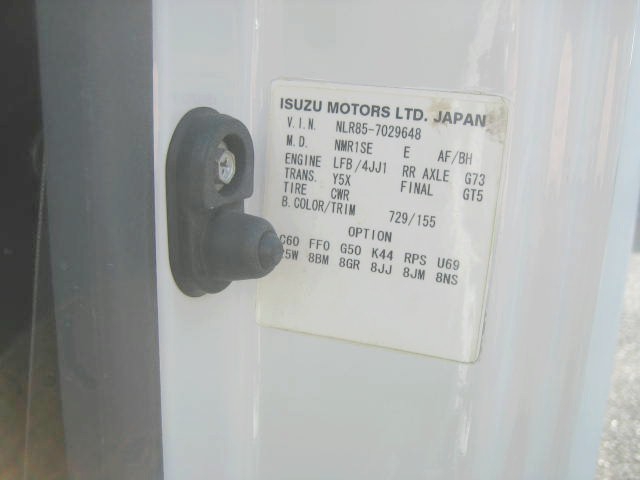 ISUZU MOTORS LTD. JAPAN
V.I.N. NLR85-7029648
M.D. NMR1SE E AF/BH
ENGINE LFB/4JJ1 RR AXLE G73
TRANS. Y5X FINAL GT5
TIRE CWR
B.COLOR/TRIM 729/155
OPTION
C60 FF0 G50 K44 RPS U69
8BM 8GR 8JJ 8JM 8NS